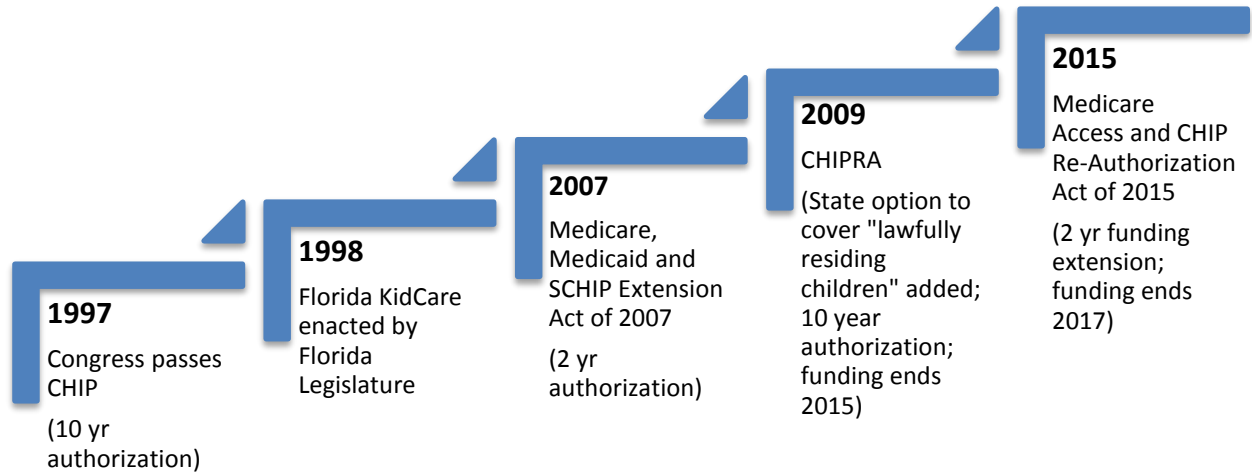 1997
Congress passes
CHIP
(10 yr
authorization)
1998
Florida KidCare
enacted by
Florida
Legislature
2007
Medicare,
Medicaid and
SCHIP Extension
Act of 2007
(2 yr
authorization)
2009
CHIPRA
(State option to
cover "lawfully
residing
children" added;
10 year
authorization;
funding ends
2015)
2015
Medicare
Access and CHIP
Re-Authorization
Act of 2015
(2 yr funding
extension;
funding ends
2017)